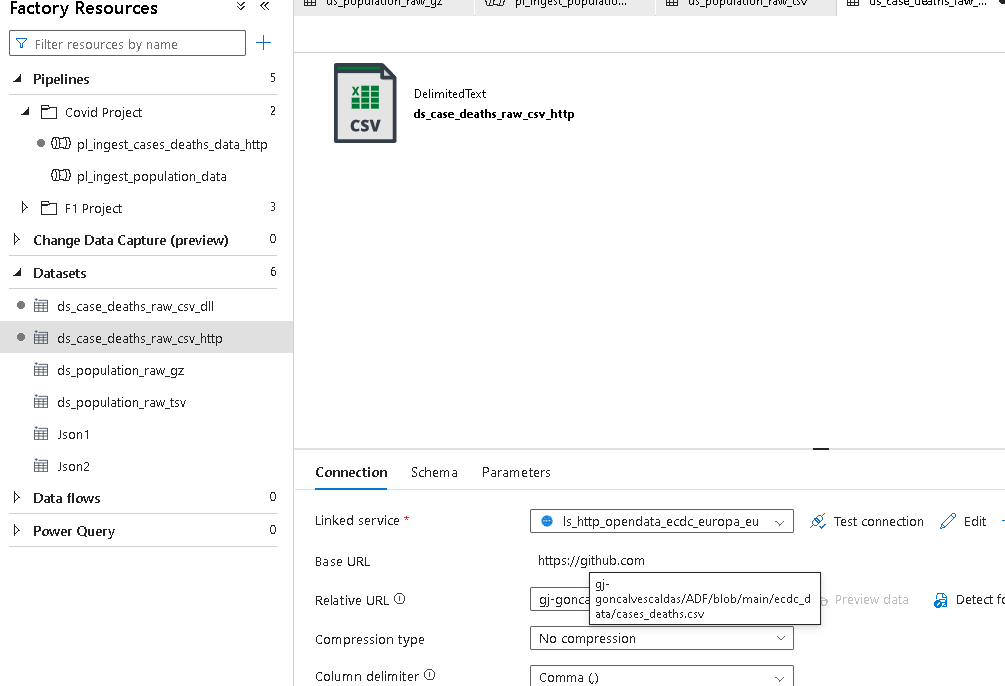 Factory Resources
ds_population_raw_gz
pl_ingest_populatio...
ds_population_raw_tsv
ds_case_deaths_raw_...
Filter resources by name
Pipelines 5
Covid Project 2
pl_ingest_cases_deaths_data_http
pl_ingest_population_data
F1 Project 3
Change Data Capture (preview) 0
Datasets 6
ds_case_deaths_raw_csv_dll
ds_case_deaths_raw_csv_http
ds_population_raw_gz
ds_population_raw_tsv
Json1
Json2
Data flows 0
Power Query 0
CSV
DelimitedText
ds_case_deaths_raw_csv_http
Connection Schema Parameters
Linked service * ls_http_opendata_ecdc_europa_eu Test connection Edit
Base URL https://github.com
Relative URL gj-gonca Preview data Detect fo
gj-
goncalvescaldas/ADF/blob/main/ecdc_d
ata/cases_deaths.csv
Compression type No compression
Column delimiter Comma (,)